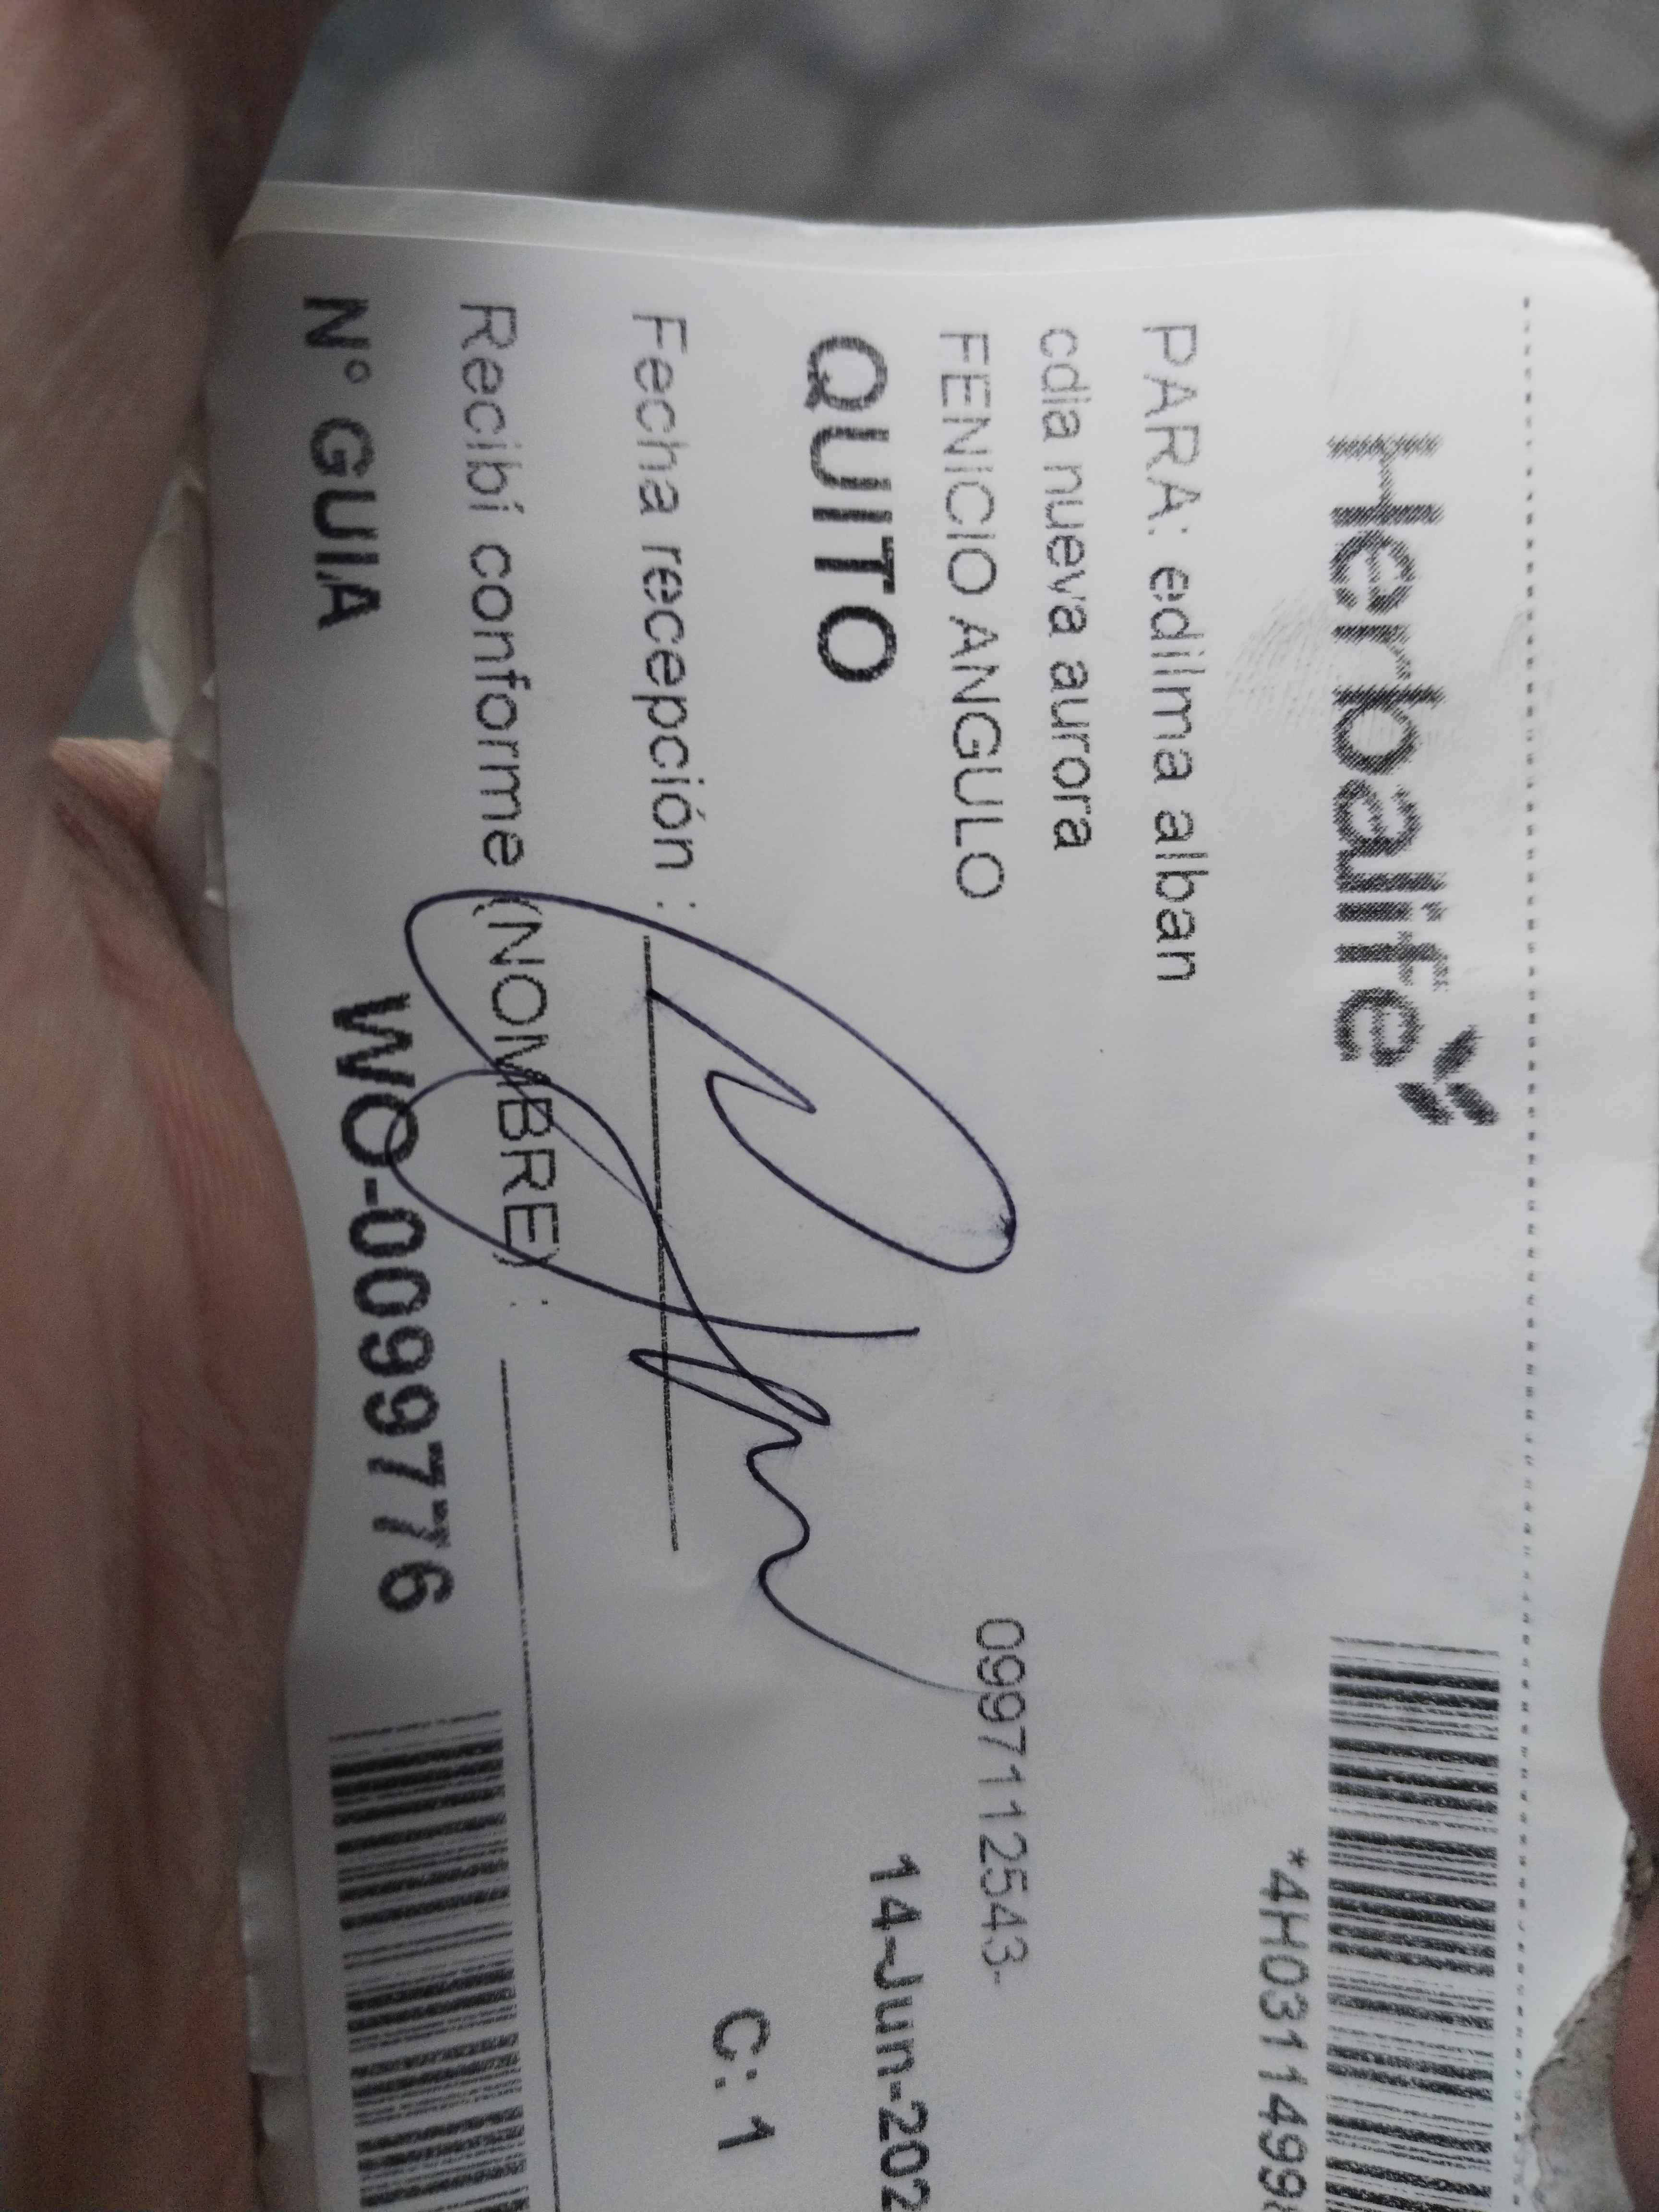 Herbalife
*4H03114998
PARA: edilma alban
cdla nueva aurora
FENICIO ANGULO 0997112543-
QUITO 14-Jun-202
C: 1
Fecha recepción :
Recibí conforme (NOMBRE) :
N° GUIA WO-0099776